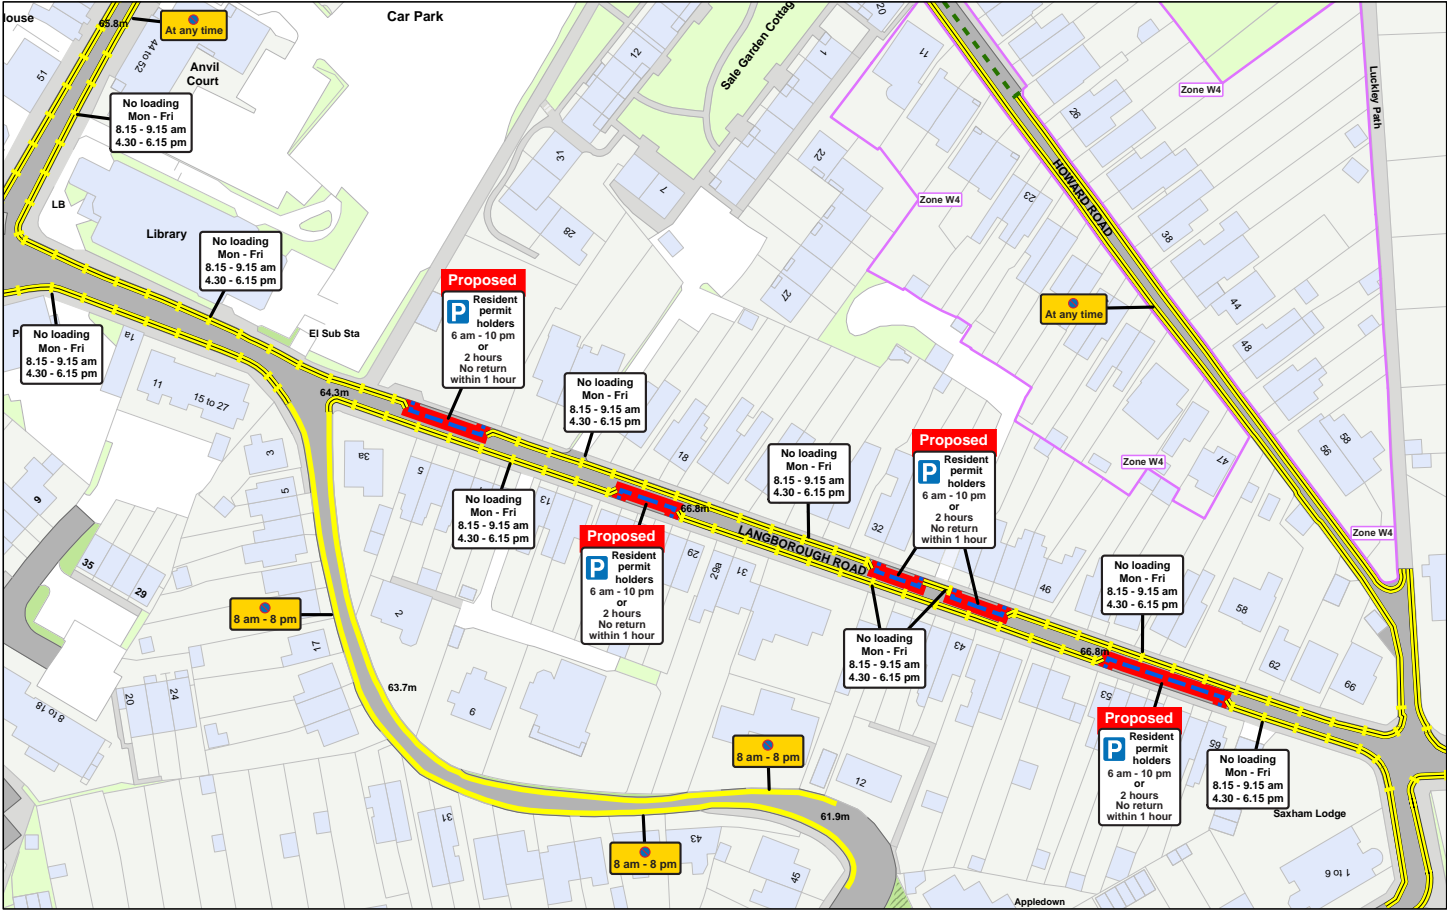 louse
65.8m
At any time
Car Park
44 to 52
51
Anvil
Court
No loading
Mon - Fri
8.15 - 9.15 am
4.30 - 6.15 pm
12
Sale Garden Cottag
1
20
11
26
Zone W4
Luckley Path
LB
Library
No loading
Mon - Fri
8.15 - 9.15 am
4.30 - 6.15 pm
31
7
28
22
27
Zone W4
23
HOWARD ROAD
38
44
48
At any time
P
No loading
Mon - Fri
8.15 - 9.15 am
4.30 - 6.15 pm
1a
11
15 to 27
El Sub Sta
64.3m
Proposed
P
Resident
permit
holders
6 am - 10 pm
or
2 hours
No return
within 1 hour
No loading
Mon - Fri
8.15 - 9.15 am
4.30 - 6.15 pm
18
56
58
47
Zone W4
Zone W4
3
5
9
35
29
3a
5
No loading
Mon - Fri
8.15 - 9.15 am
4.30 - 6.15 pm
13
66.8m
LANGBOROUGH ROAD
No loading
Mon - Fri
8.15 - 9.15 am
4.30 - 6.15 pm
32
Proposed
P
Resident
permit
holders
6 am - 10 pm
or
2 hours
No return
within 1 hour
46
Proposed
P
Resident
permit
holders
6 am - 10 pm
or
2 hours
No return
within 1 hour
29
29a
31
No loading
Mon - Fri
8.15 - 9.15 am
4.30 - 6.15 pm
58
62
66
8 am - 8 pm
2
17
No loading
Mon - Fri
8.15 - 9.15 am
4.30 - 6.15 pm
43
66.8m
53
65
20
24
8 to 18
63.7m
9
Proposed
P
Resident
permit
holders
6 am - 10 pm
or
2 hours
No return
within 1 hour
No loading
Mon - Fri
8.15 - 9.15 am
4.30 - 6.15 pm
Saxham Lodge
8 am - 8 pm
12
61.9m
31
43
45
8 am - 8 pm
1 to 6
Appledown